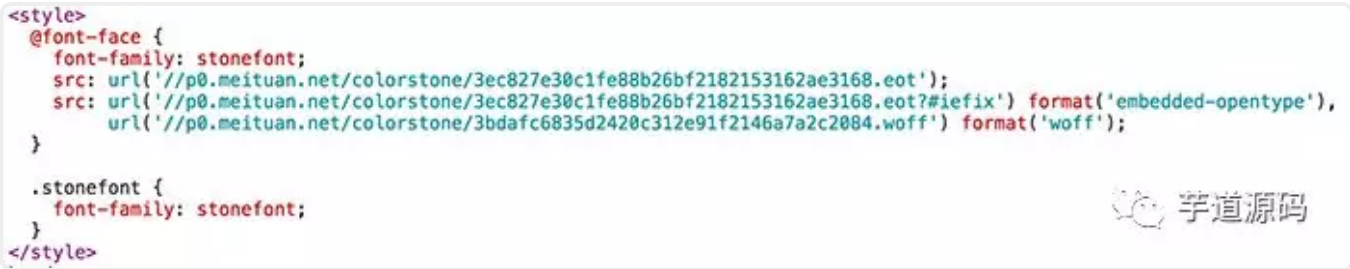 <style>
@font-face {
font-family: stonefont;
src: url('//p0.meituan.net/colorstone/3ec827e30c1fe88b26bf2182153162ae3168.eot');
src: url('//p0.meituan.net/colorstone/3ec827e30c1fe88b26bf2182153162ae3168.eot?#iefix') format('embedded-opentype'),
url('//p0.meituan.net/colorstone/3bdafc6835d2420c312e91f2146a7a2c2084.woff') format('woff');
}
.stonefont {
font-family: stonefont;
}
</style>
芋道源码